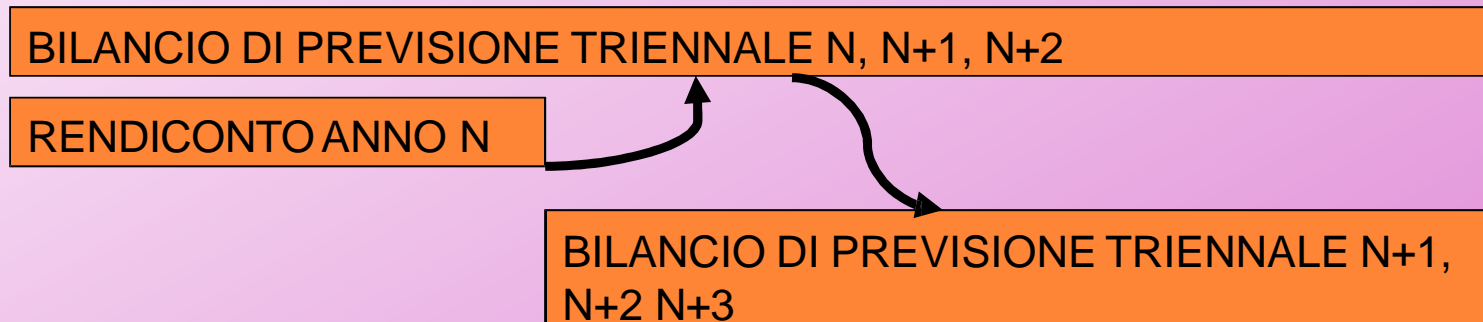 BILANCIO DI PREVISIONE TRIENNALE N, N+1, N+2
RENDICONTO ANNO N
BILANCIO DI PREVISIONE TRIENNALE N+1,
N+2 N+3